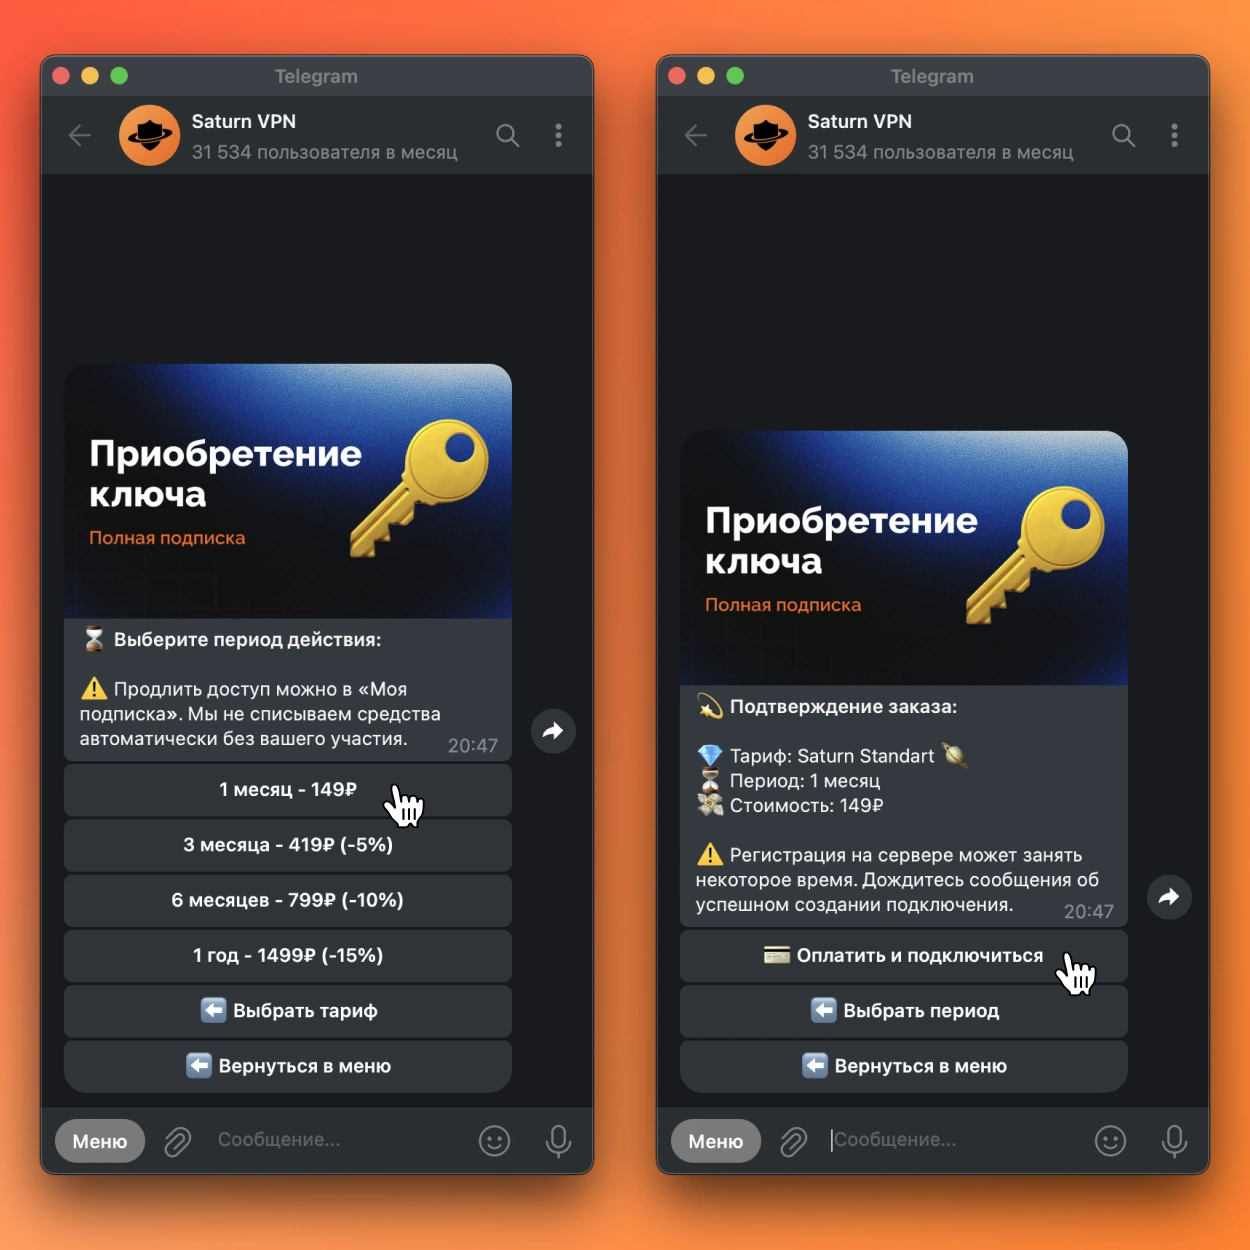 Telegram
Saturn VPN
31 534 пользователя в месяц
Приобретение
ключа
Полная подписка
⏳ Выберите период действия:
⚠️ Продлить доступ можно в «Моя
подписка». Мы не списываем средства
автоматически без вашего участия.
20:47
1 месяц - 149₽
3 месяца - 419₽ (-5%)
6 месяцев - 799₽ (-10%)
1 год - 1499₽ (-15%)
⬅️ Выбрать тариф
⬅️ Вернуться в меню
Меню
Сообщение...
Telegram
Saturn VPN
31 534 пользователя в месяц
Приобретение
ключа
Полная подписка
💫 Подтверждение заказа:
💎 Тариф: Saturn Standart 🪐
⏳ Период: 1 месяц
💸 Стоимость: 149₽
⚠️ Регистрация на сервере может занять
некоторое время. Дождитесь сообщения об
успешном создании подключения.
20:47
💳 Оплатить и подключиться
⬅️ Выбрать период
⬅️ Вернуться в меню
Меню
Сообщение...